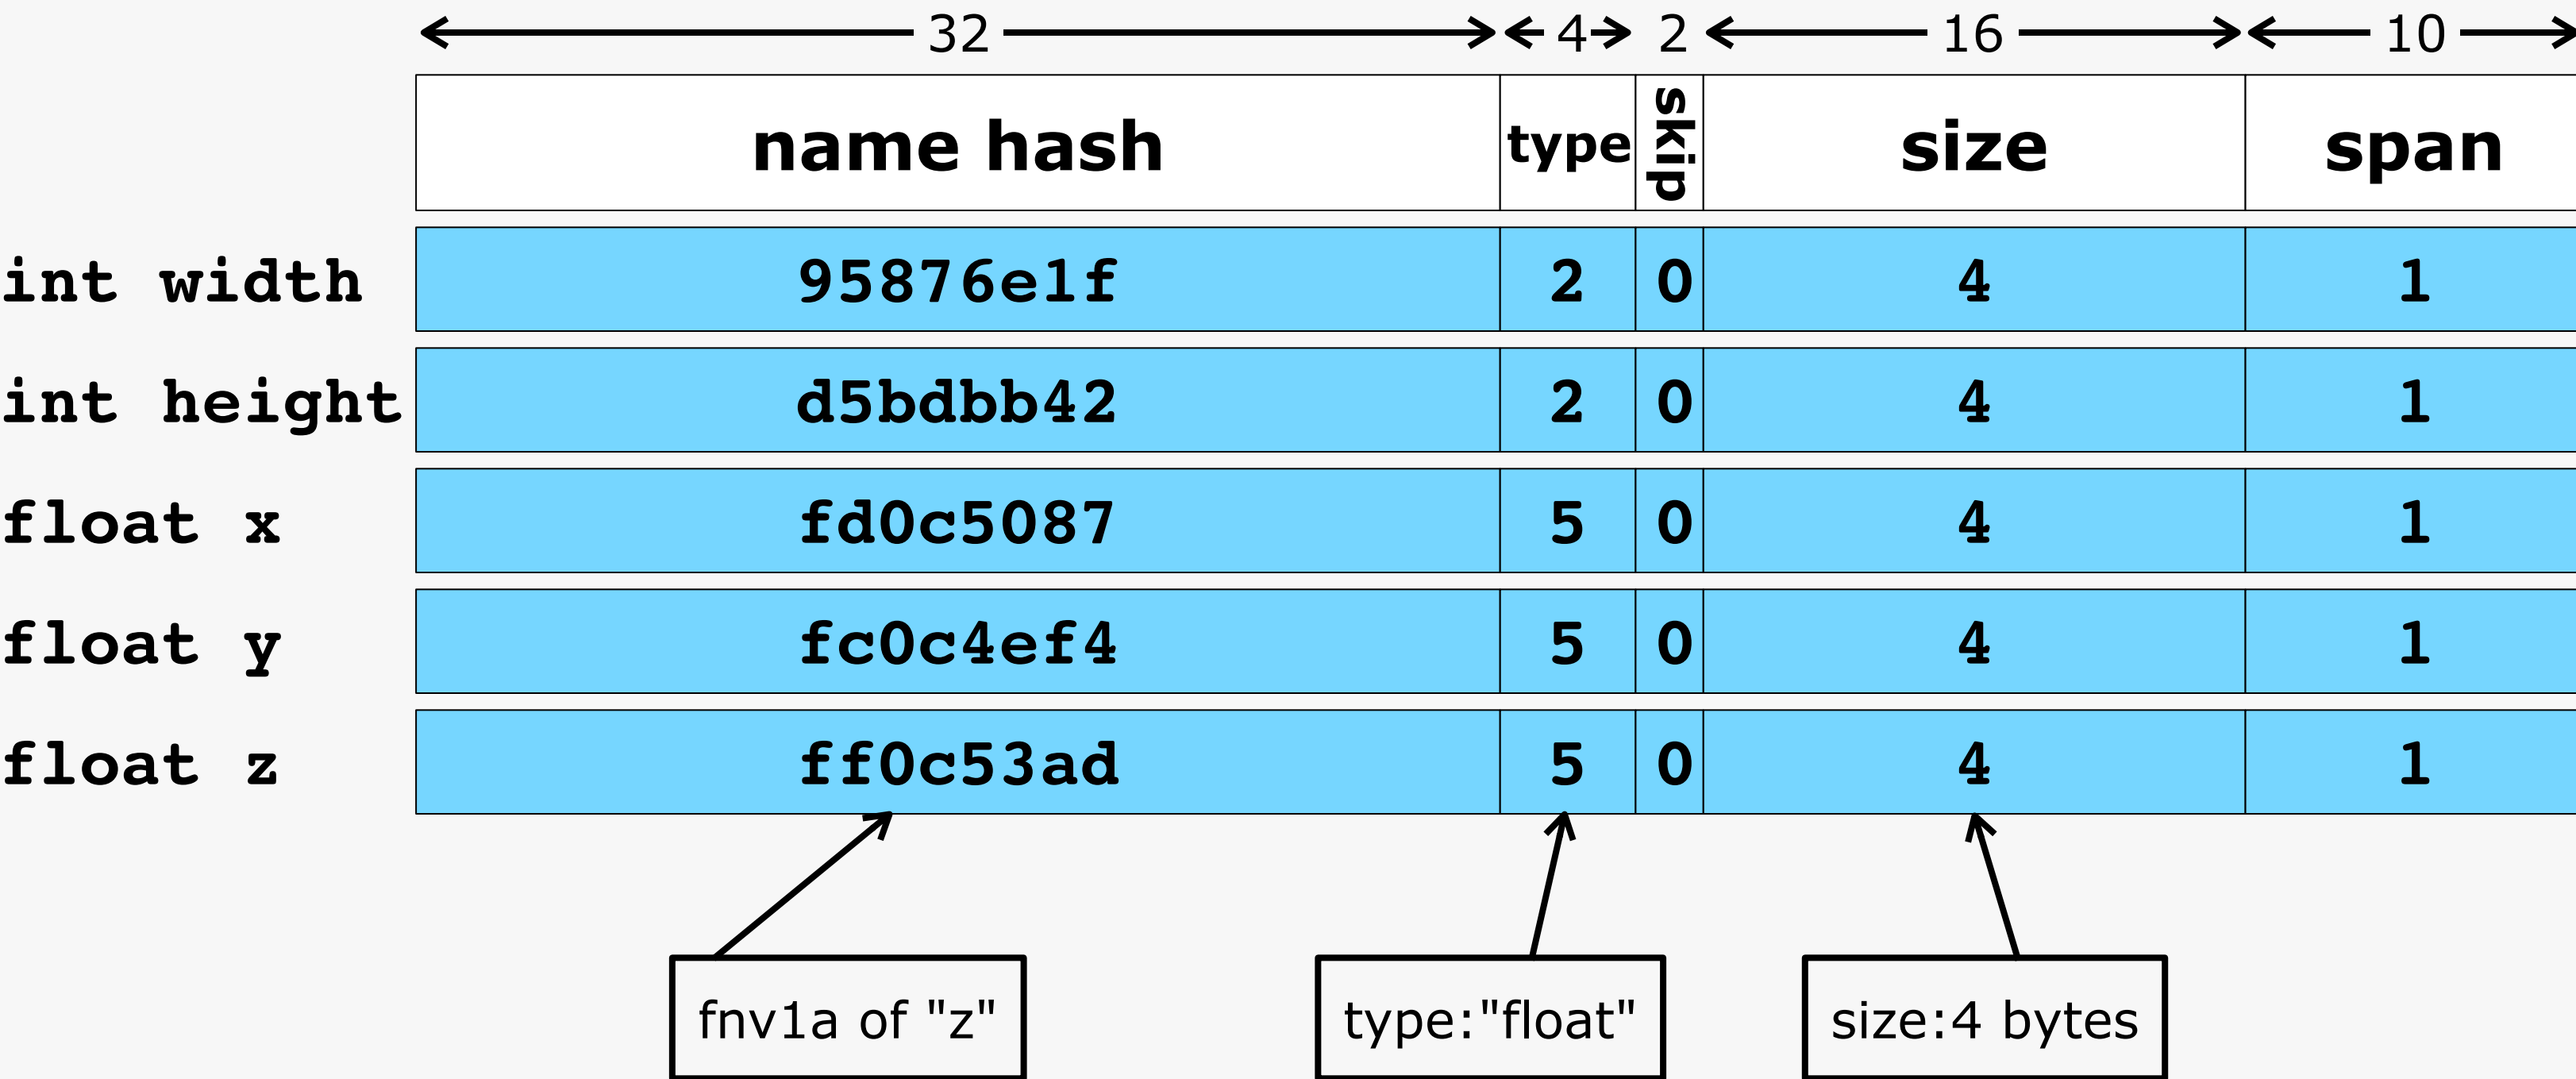 32 4 2 16 10
name hash type skip size span
int width 95876e1f 2 0 4 1
int height d5bdbb42 2 0 4 1
float x fd0c5087 5 0 4 1
float y fc0c4ef4 5 0 4 1
float z ff0c53ad 5 0 4 1
fnv1a of "z" type:"float" size:4 bytes